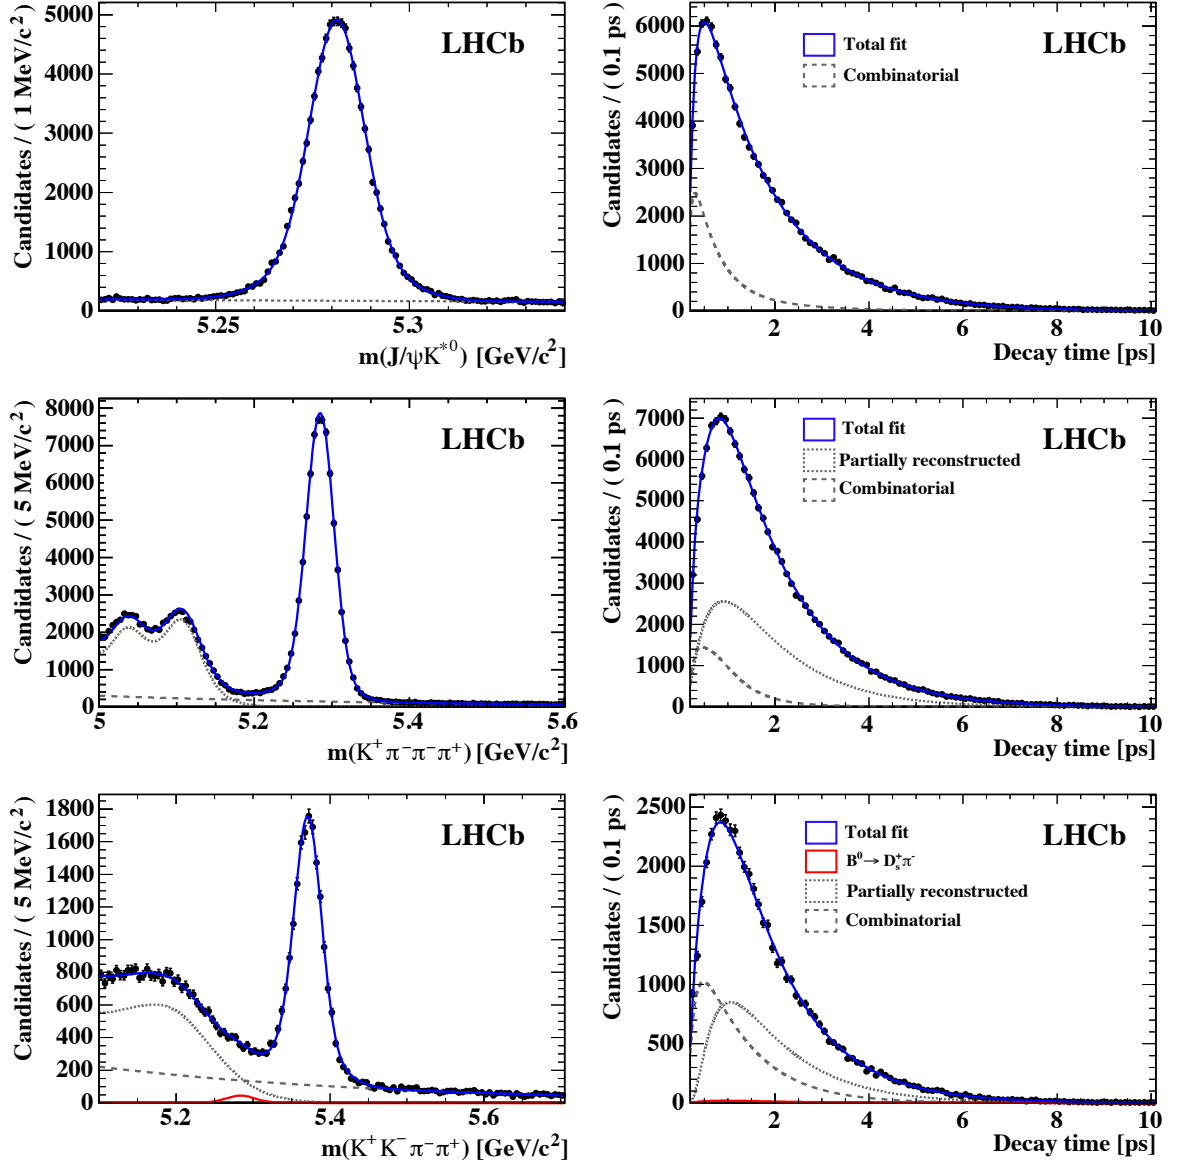 Candidates / ( 1 MeV/c²)
5000
4000
3000
2000
1000
0
5.25
5.3
LHCb
m(J/ψK*⁰) [GeV/c²]
Candidates / ( 0.1 ps )
6000
5000
4000
3000
2000
1000
0
2
4
6
8
10
Total fit
Combinatorial
LHCb
Decay time [ps]
Candidates / ( 5 MeV/c²)
8000
7000
6000
5000
4000
3000
2000
1000
0
5
5.2
5.4
5.6
LHCb
m(K⁺π⁻π⁻π⁺) [GeV/c²]
Candidates / ( 0.1 ps )
7000
6000
5000
4000
3000
2000
1000
0
2
4
6
8
10
Total fit
Partially reconstructed
Combinatorial
LHCb
Decay time [ps]
Candidates / ( 5 MeV/c²)
1800
1600
1400
1200
1000
800
600
400
200
0
5.2
5.4
5.6
LHCb
m(K⁺K⁻π⁻π⁺) [GeV/c²]
Candidates / ( 0.1 ps )
2500
2000
1500
1000
500
0
2
4
6
8
10
Total fit
B⁰→ Dₛ⁺π⁻
Partially reconstructed
Combinatorial
LHCb
Decay time [ps]